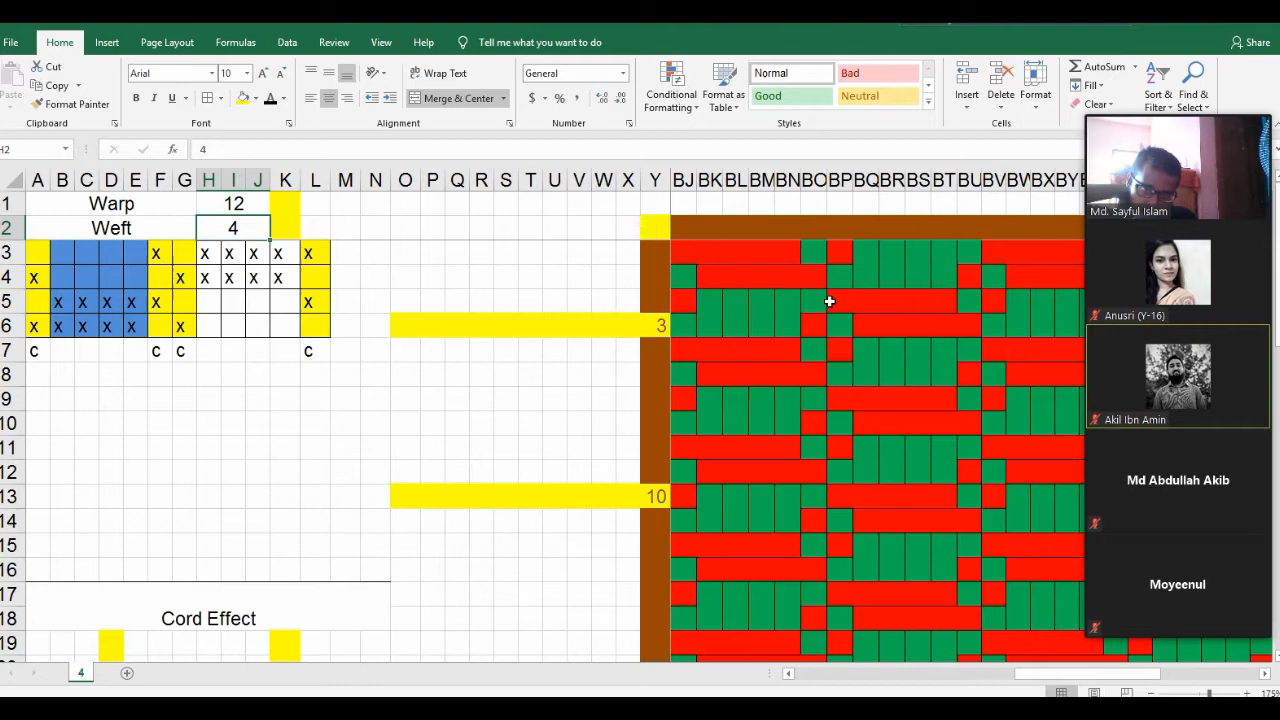 File Home Insert Page Layout Formulas Data Review View Help Tell me what you want to do Share
Cut
Copy
Format Painter
Paste
Clipboard
Arial 10
B I U
Font
Wrap Text
Merge & Center
Alignment
General
$ % ,
Number
Conditional Formatting
Format as Table
Normal Bad
Good Neutral
Styles
Insert Delete Format
Cells
AutoSum
Fill
Clear
Sort & Filter
Find & Select
H2 fx 4
A B C D E F G H I J K L M N O P Q R S T U V W X Y BJ BK BL BM BN BO BP BQ BR BS BT BU BV BW BX BY
1 Warp 12
2 Weft 4
3 x x x x x x
4 x x x x x x
5 x x x x x x
6 x x x x x x 3
7 c c c c
8
9
10
11
12
13 10
14
15
16
17
18 Cord Effect
19
4
175%
Md. Sayful Islam
Anusri (Y-16)
Akil Ibn Amin
Md Abdullah Akib
Moyeenul